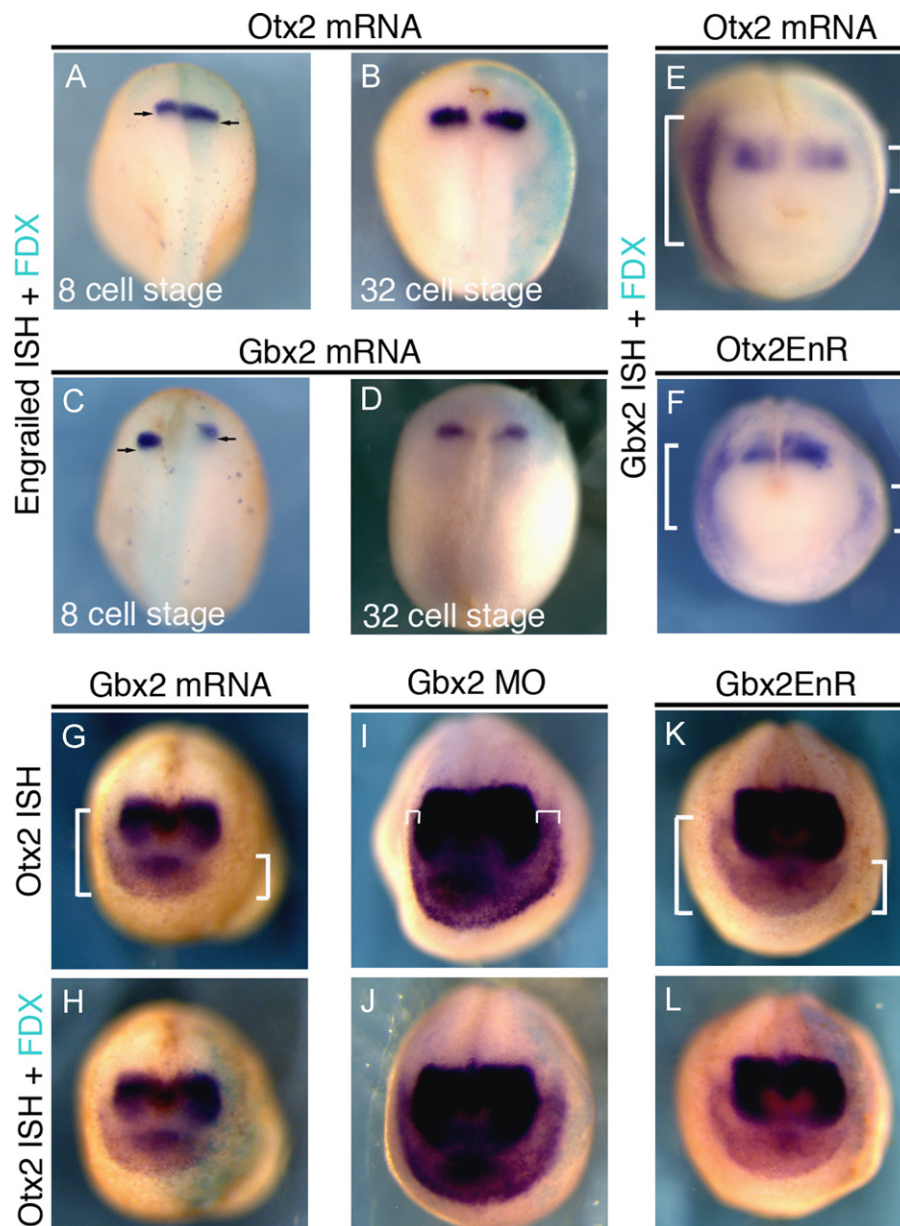 Otx2 mRNA
Otx2 mRNA
A
B
E
Engrailed ISH + FDX
8 cell stage
32 cell stage
Gbx2 ISH + FDX
Gbx2 mRNA
Otx2EnR
C
D
F
8 cell stage
32 cell stage
Gbx2 mRNA
Gbx2 MO
Gbx2EnR
G
I
K
Otx2 ISH
H
J
L
Otx2 ISH + FDX